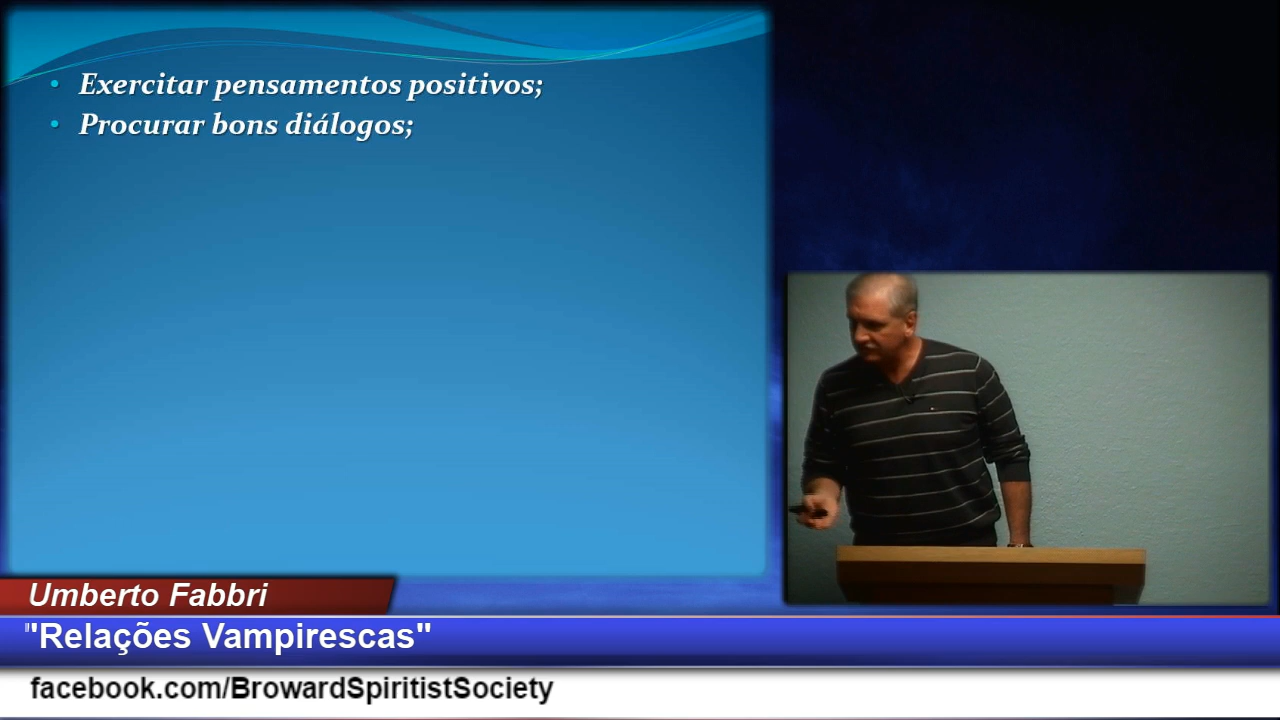 • Exercitar pensamentos positivos;
• Procurar bons diálogos;
Umberto Fabbri
"Relações Vampirescas"
facebook.com/BrowardSpiritistSociety